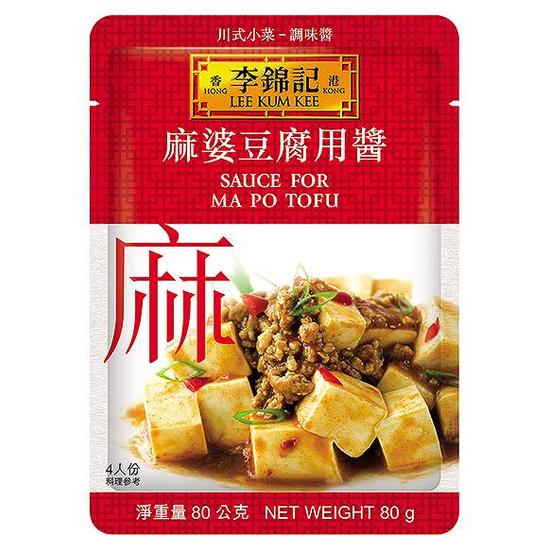 川式小菜-調味醬
香 李錦記 港
HONG LEE KUM KEE KONG
麻婆豆腐用醬
SAUCE FOR
MA PO TOFU
麻
4人份
料理參考
淨重量 80 公克 NET WEIGHT 80 g